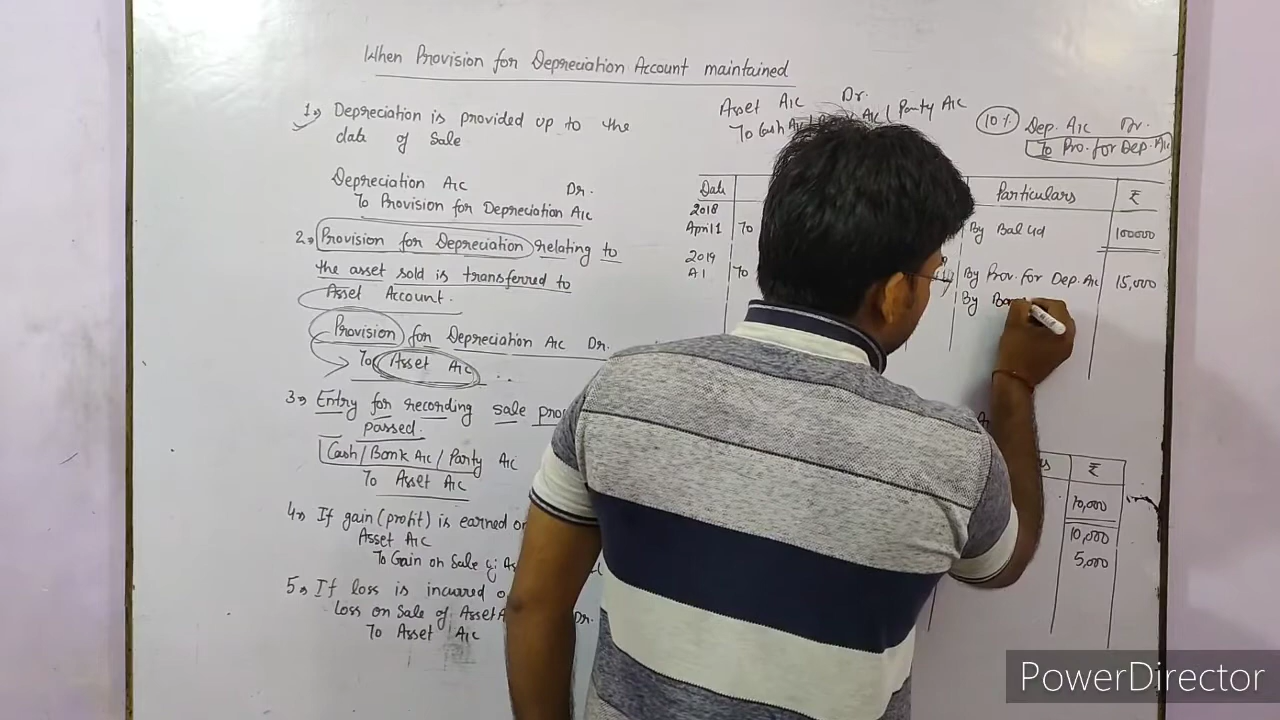 When Provision for Depreciation Account maintained
1) Depreciation is provided up to the
date of Sale
Depreciation A/c Dr.
To Provision for Depreciation A/c
2) Provision for Depreciation relating to
the asset sold is transferred to
Asset Account.
Provision for Depreciation A/c Dr.
To Asset A/c
3) Entry for recording sale
passed.
Cash/Bank A/c/Party A/c
To Asset A/c
4) If gain (profit) is earned
Asset A/c
To Gain on Sale of
5) If loss is incurred
Loss on Sale of Asset Dr.
To Asset A/c
Asset A/c Dr.
To Cash A/c / A/c / Party A/c
10% Dep. A/c Dr.
To Pro. for Dep. A/c
Date Particulars ₹
2018
April 1 To By Bal c/d 100000
2019
A 1 To By Prov. for Dep. A/c 15,000
By
₹
10,000
10,000
5,000
PowerDirector